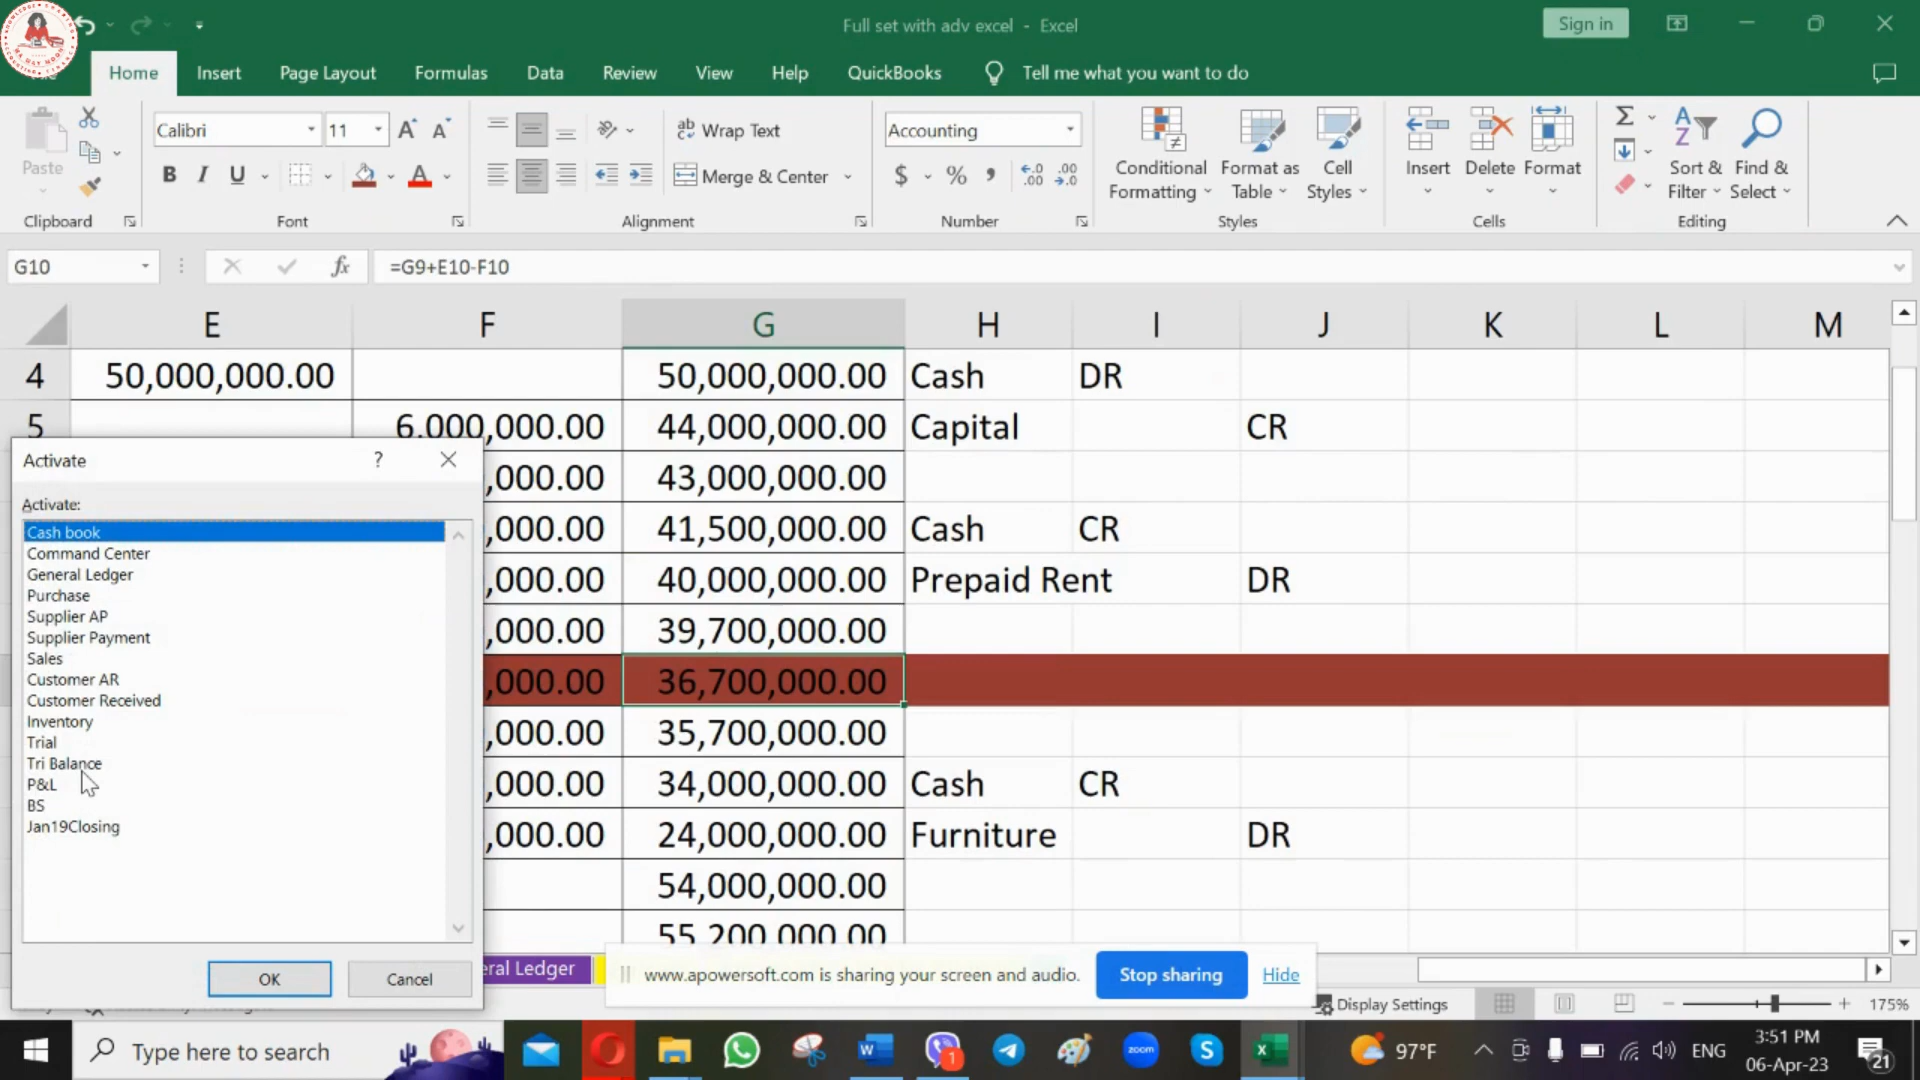 Full set with adv excel - Excel
Sign in
Home Insert Page Layout Formulas Data Review View Help QuickBooks Tell me what you want to do
Calibri 11 Wrap Text Accounting
Paste
B I U Merge & Center $ % , Conditional Formatting Format as Table Cell Styles Insert Delete Format Sort & Filter Find & Select
Clipboard Font Alignment Number Styles Cells Editing
G10 fx =G9+E10-F10
E F G H I J K L M
4 50,000,000.00 50,000,000.00 Cash DR
5 6,000,000.00 44,000,000.00 Capital CR
,000.00 43,000,000.00
,000.00 41,500,000.00 Cash CR
,000.00 40,000,000.00 Prepaid Rent DR
,000.00 39,700,000.00
,000.00 36,700,000.00
,000.00 35,700,000.00
,000.00 34,000,000.00 Cash CR
,000.00 24,000,000.00 Furniture DR
54,000,000.00
55,200,000.00
Activate ?
Activate:
Cash book
Command Center
General Ledger
Purchase
Supplier AP
Supplier Payment
Sales
Customer AR
Customer Received
Inventory
Trial
Tri Balance
P&L
BS
Jan19Closing
OK Cancel
eral Ledger
www.apowersoft.com is sharing your screen and audio. Stop sharing Hide
Display Settings 175%
Type here to search
zoom
1
97°F ENG 3:51 PM
06-Apr-23 21